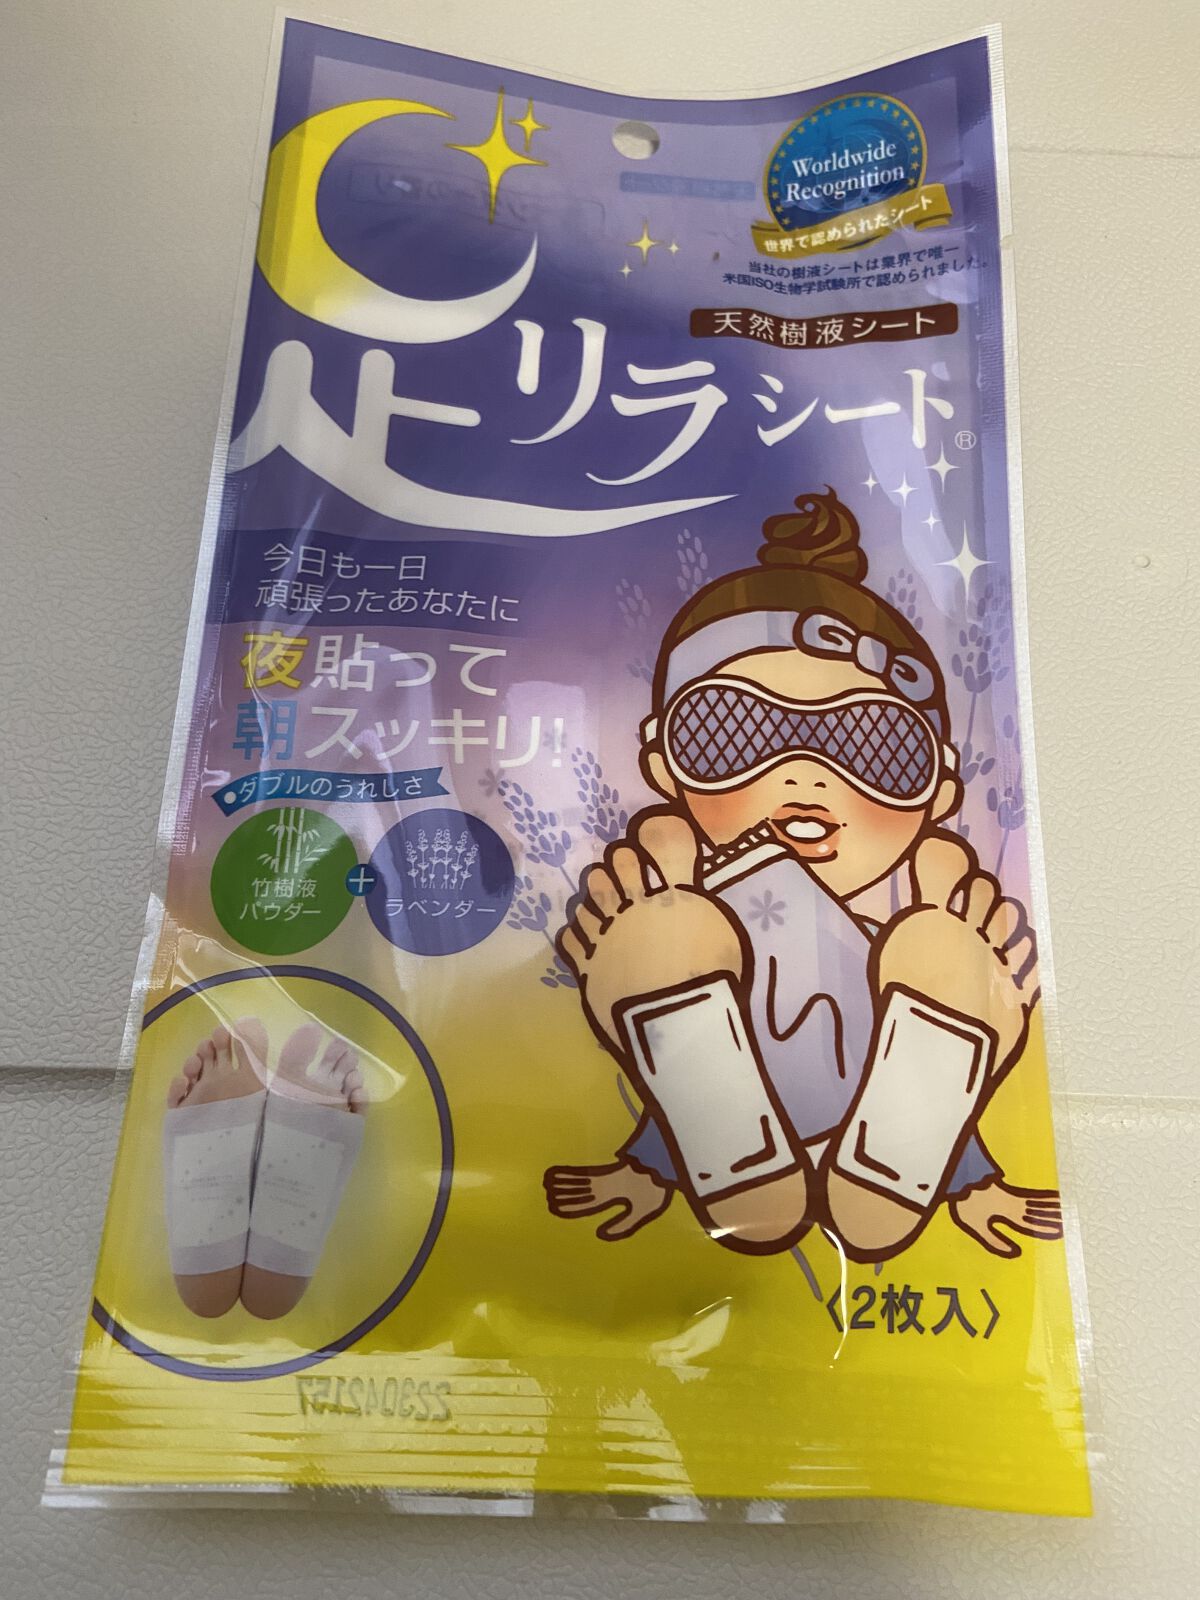 Worldwide
Recognition
世界で認められたシート
当社の樹液シートは業界で唯一
米国ISO生物学試験所で認められました。
天然樹液シート
足リラシート®
今日も一日
頑張ったあなたに
夜貼って
朝スッキリ!
•ダブルのうれしさ
竹樹液
パウダー
+
ラベンダー
〈2枚入〉
22304215T